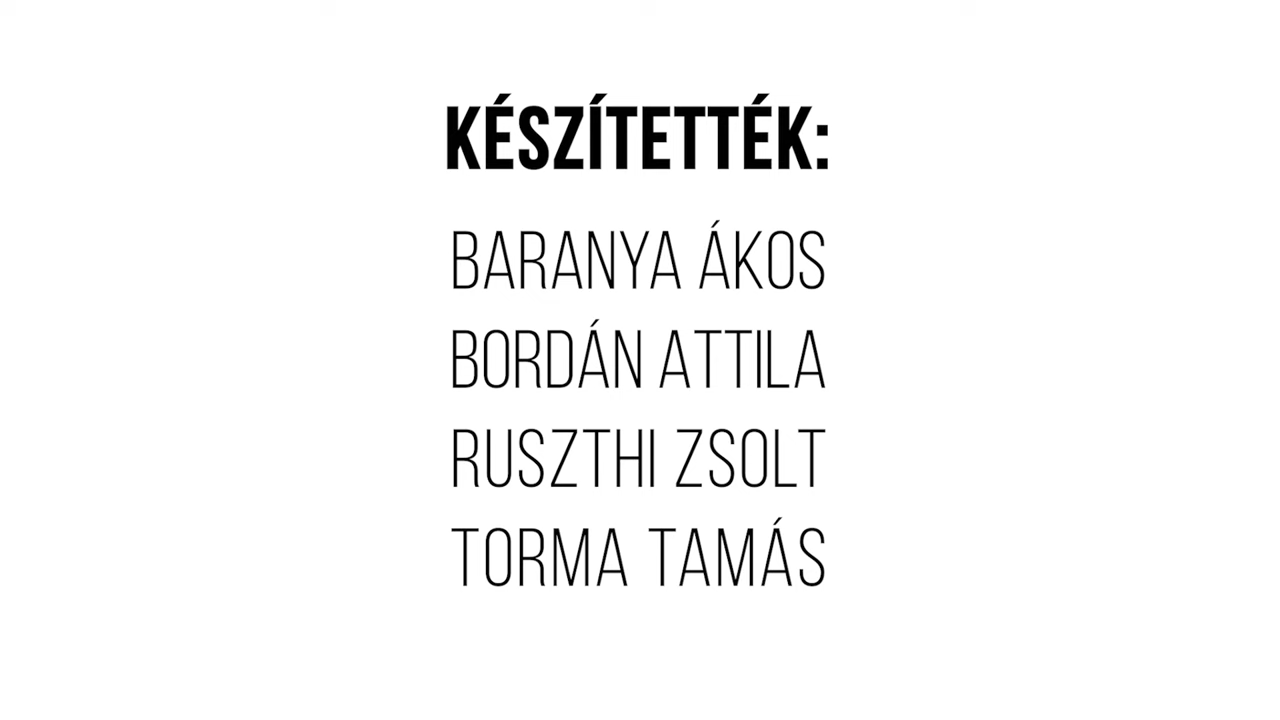 KÉSZÍTETTÉK:
BARANYA ÁKOS
BORDÁN ATTILA
RUSZTHI ZSOLT
TORMA TAMÁS